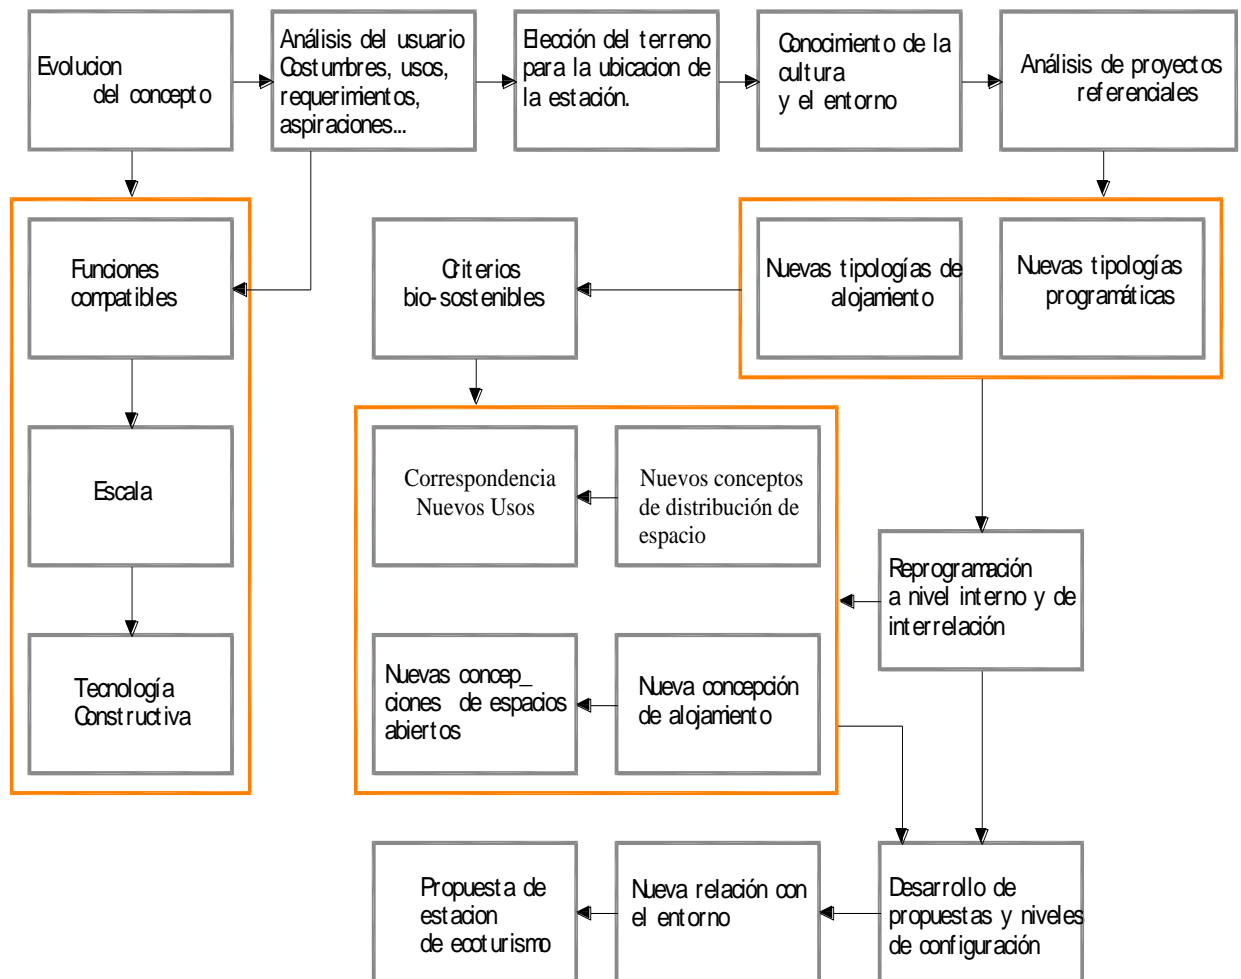 Evolucion
del concepto
Análisis del usuario
Costumbres, usos,
requerimientos,
aspiraciones...
Elección del terreno
para la ubicacion de
la estación.
Conocimiento de la
cultura
y el entorno
Análisis de proyectos
referenciales
Funciones
compatibles
Criterios
bio-sostenibles
Nuevas tipologías de
alojamiento
Nuevas tipologías
programáticas
Escala
Correspondencia
Nuevos Usos
Nuevos conceptos
de distribución de
espacio
Reprogramación
a nivel interno y de
interrelación
Tecnología
Constructiva
Nuevas concep_
ciones de espacios
abiertos
Nueva concepción
de alojamiento
Propuesta de
estacion
de ecoturismo
Nueva relación con
el entorno
Desarrollo de
propuestas y niveles
de configuración